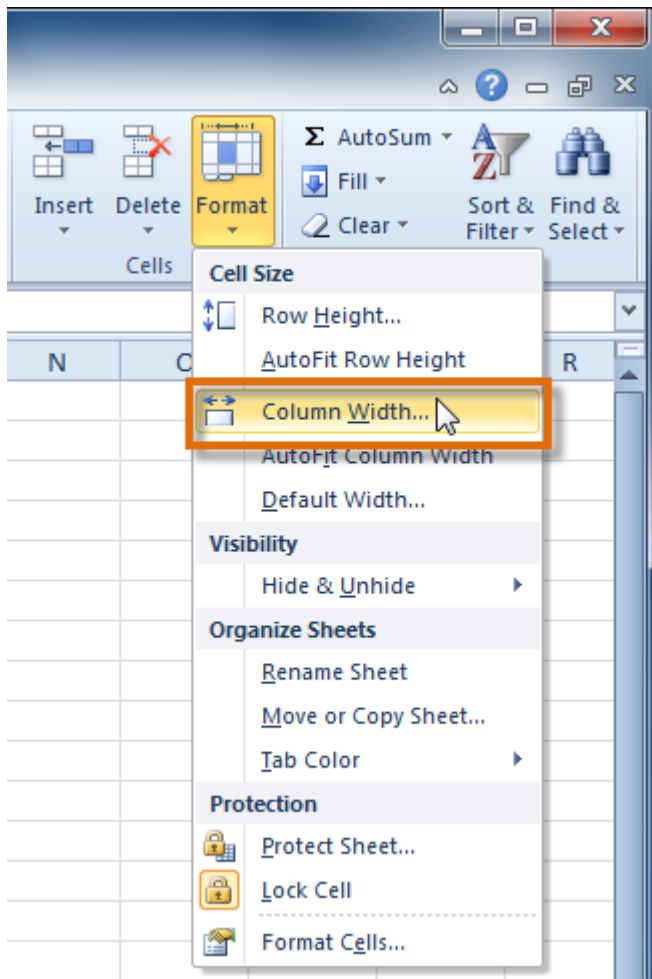 Σ AutoSum
Fill
Clear
Insert Delete Format
A
Z
Sort & Filter
Find & Select
Cells
Cell Size
Row Height...
AutoFit Row Height
N O R
Column Width...
AutoFit Column Width
Default Width...
Visibility
Hide & Unhide
Organize Sheets
Rename Sheet
Move or Copy Sheet...
Tab Color
Protection
Protect Sheet...
Lock Cell
Format Cells...